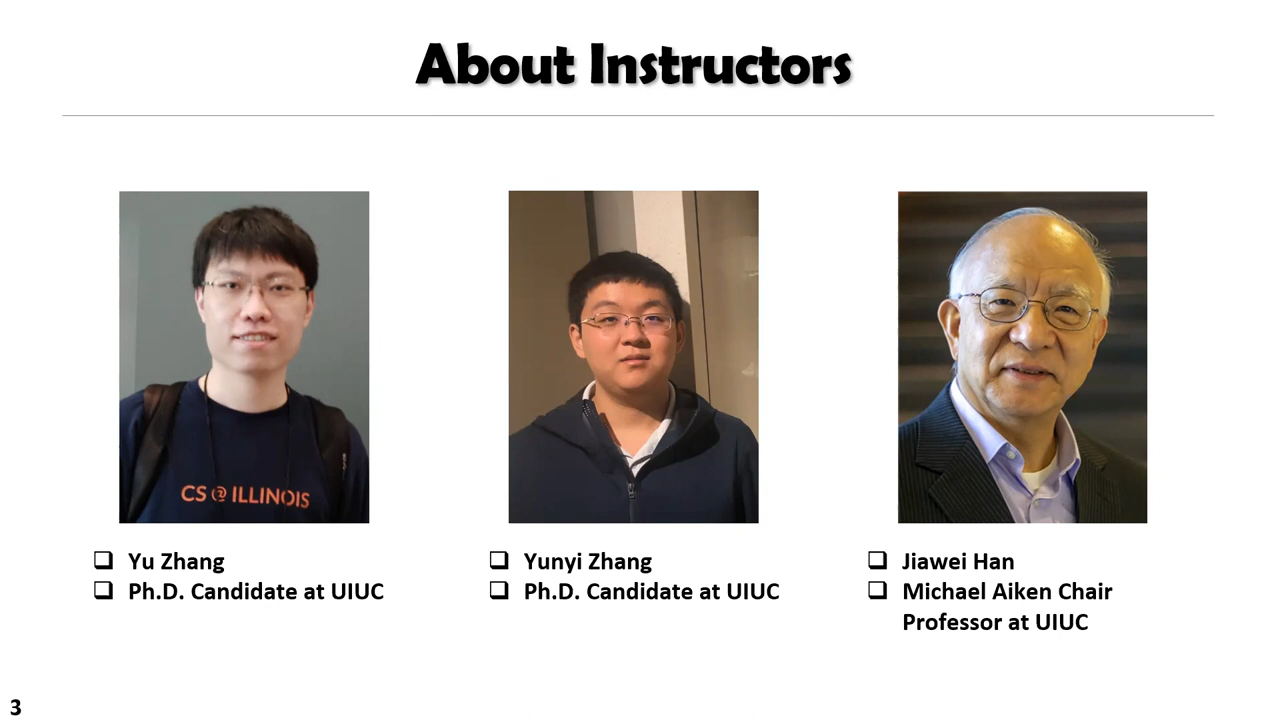 About Instructors
CS @ ILLINOIS
❑ Yu Zhang
❑ Ph.D. Candidate at UIUC
❑ Yunyi Zhang
❑ Ph.D. Candidate at UIUC
❑ Jiawei Han
❑ Michael Aiken Chair
Professor at UIUC
3